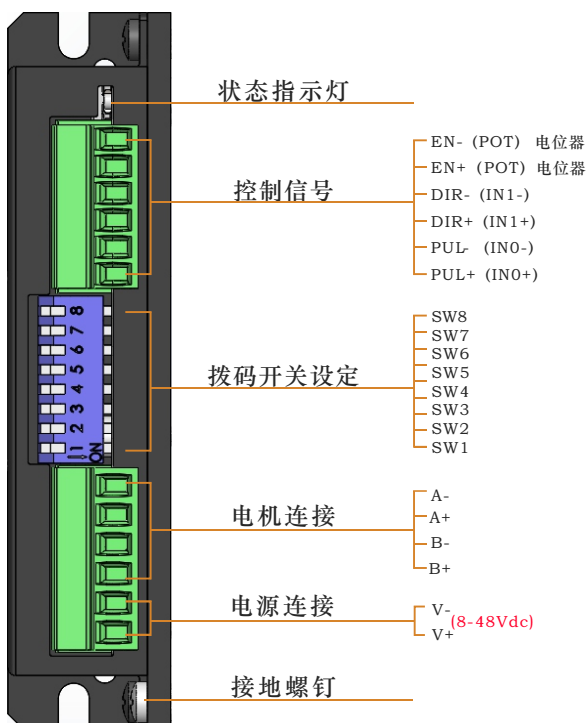 状态指示灯
控制信号
EN- (POT) 电位器
EN+ (POT) 电位器
DIR- (IN1-)
DIR+ (IN1+)
PUL- (IN0-)
PUL+ (IN0+)
8
7
6
5
4
3
2
1
ON
拨码开关设定
SW8
SW7
SW6
SW5
SW4
SW3
SW2
SW1
电机连接
A-
A+
B-
B+
电源连接
V-
(8-48Vdc)
V+
接地螺钉